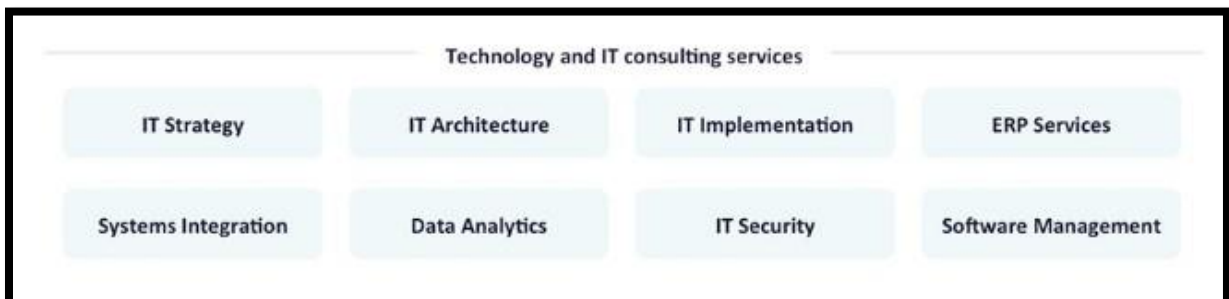 Technology and IT consulting services
IT Strategy
IT Architecture
IT Implementation
ERP Services
Systems Integration
Data Analytics
IT Security
Software Management